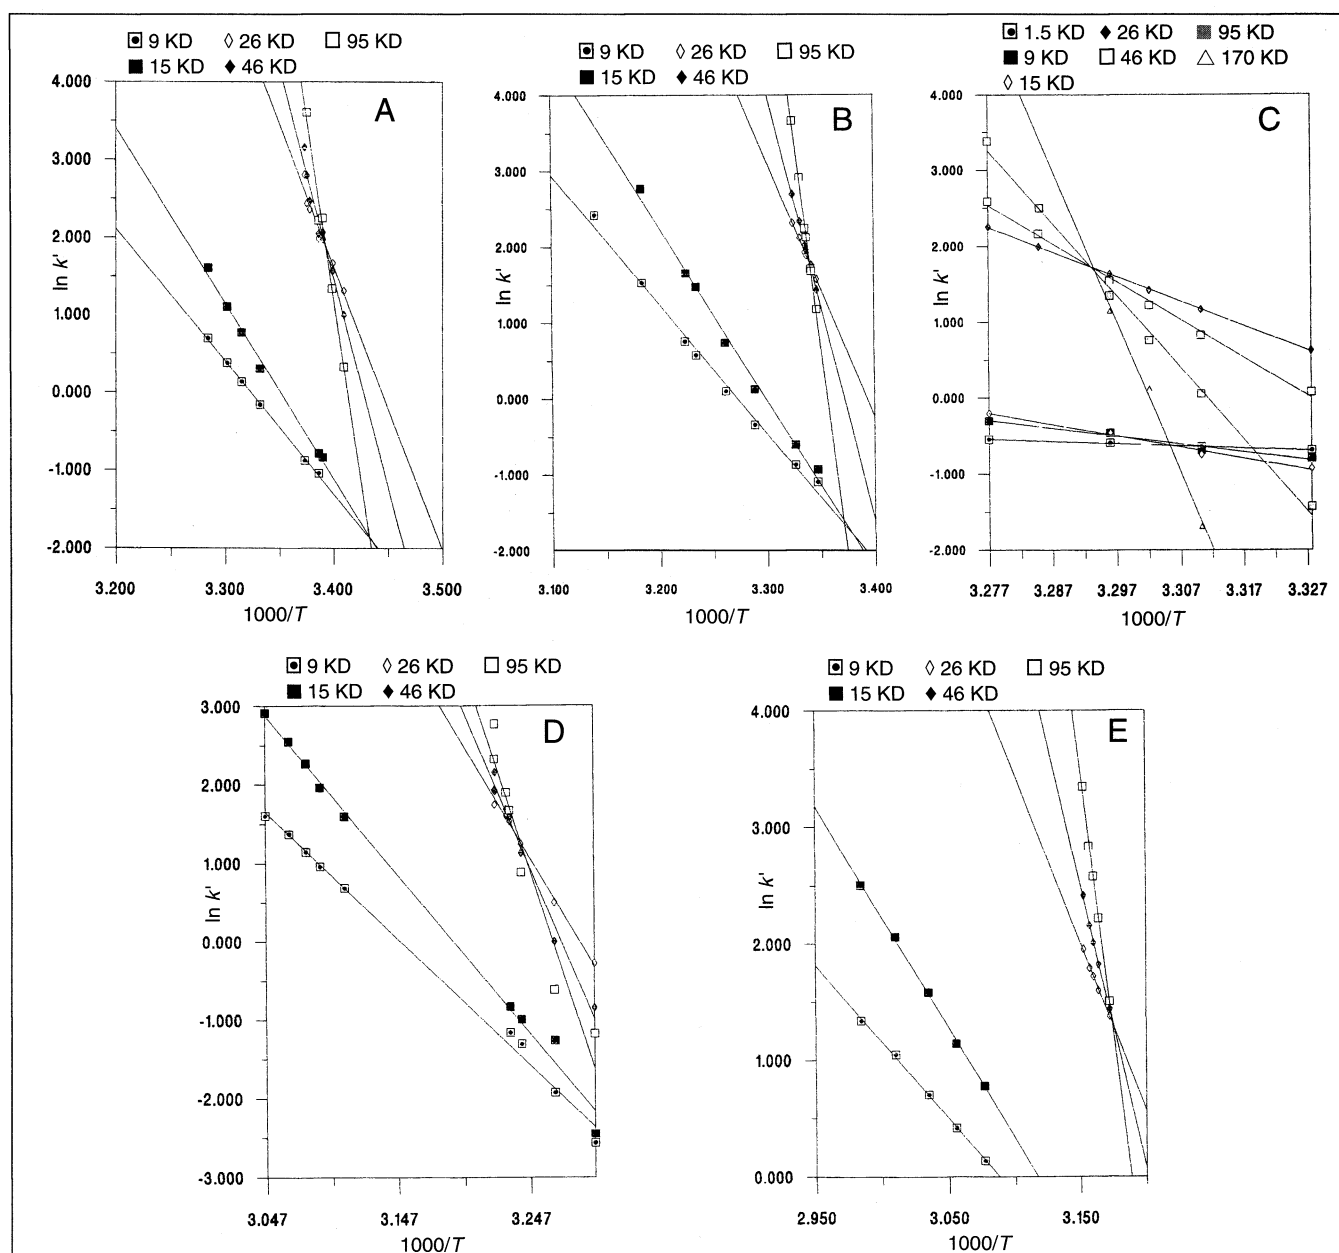 9 KD 26 KD 95 KD
15 KD 46 KD
A
4.000
3.000
2.000
1.000
0.000
-1.000
-2.000
ln k'
3.200 3.300 3.400 3.500
1000/T
9 KD 26 KD 95 KD
15 KD 46 KD
B
4.000
3.000
2.000
1.000
0.000
-1.000
-2.000
ln k'
3.100 3.200 3.300 3.400
1000/T
1.5 KD 26 KD 95 KD
9 KD 46 KD 170 KD
15 KD
C
4.000
3.000
2.000
1.000
0.000
-1.000
-2.000
ln k'
3.277 3.287 3.297 3.307 3.317 3.327
1000/T
9 KD 26 KD 95 KD
15 KD 46 KD
D
3.000
2.000
1.000
0.000
-1.000
-2.000
-3.000
ln k'
3.047 3.147 3.247
1000/T
9 KD 26 KD 95 KD
15 KD 46 KD
E
4.000
3.000
2.000
1.000
0.000
ln k'
2.950 3.050 3.150
1000/T